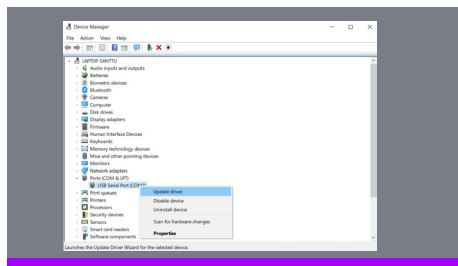 Device Manager
File Action View Help
LAPTOP-SANTTU
Audio inputs and outputs
Batteries
Biometric devices
Bluetooth
Cameras
Computer
Disk drives
Display adapters
Firmware
Human Interface Devices
Keyboards
Memory technology devices
Mice and other pointing devices
Monitors
Network adapters
Ports (COM & LPT)
USB Serial Port
Update driver
Print queues
Disable device
Printers
Uninstall device
Processors
Security devices
Scan for hardware changes
Sensors
Smart card readers
Properties
Software components
Launches the Update Driver Wizard for the selected device.